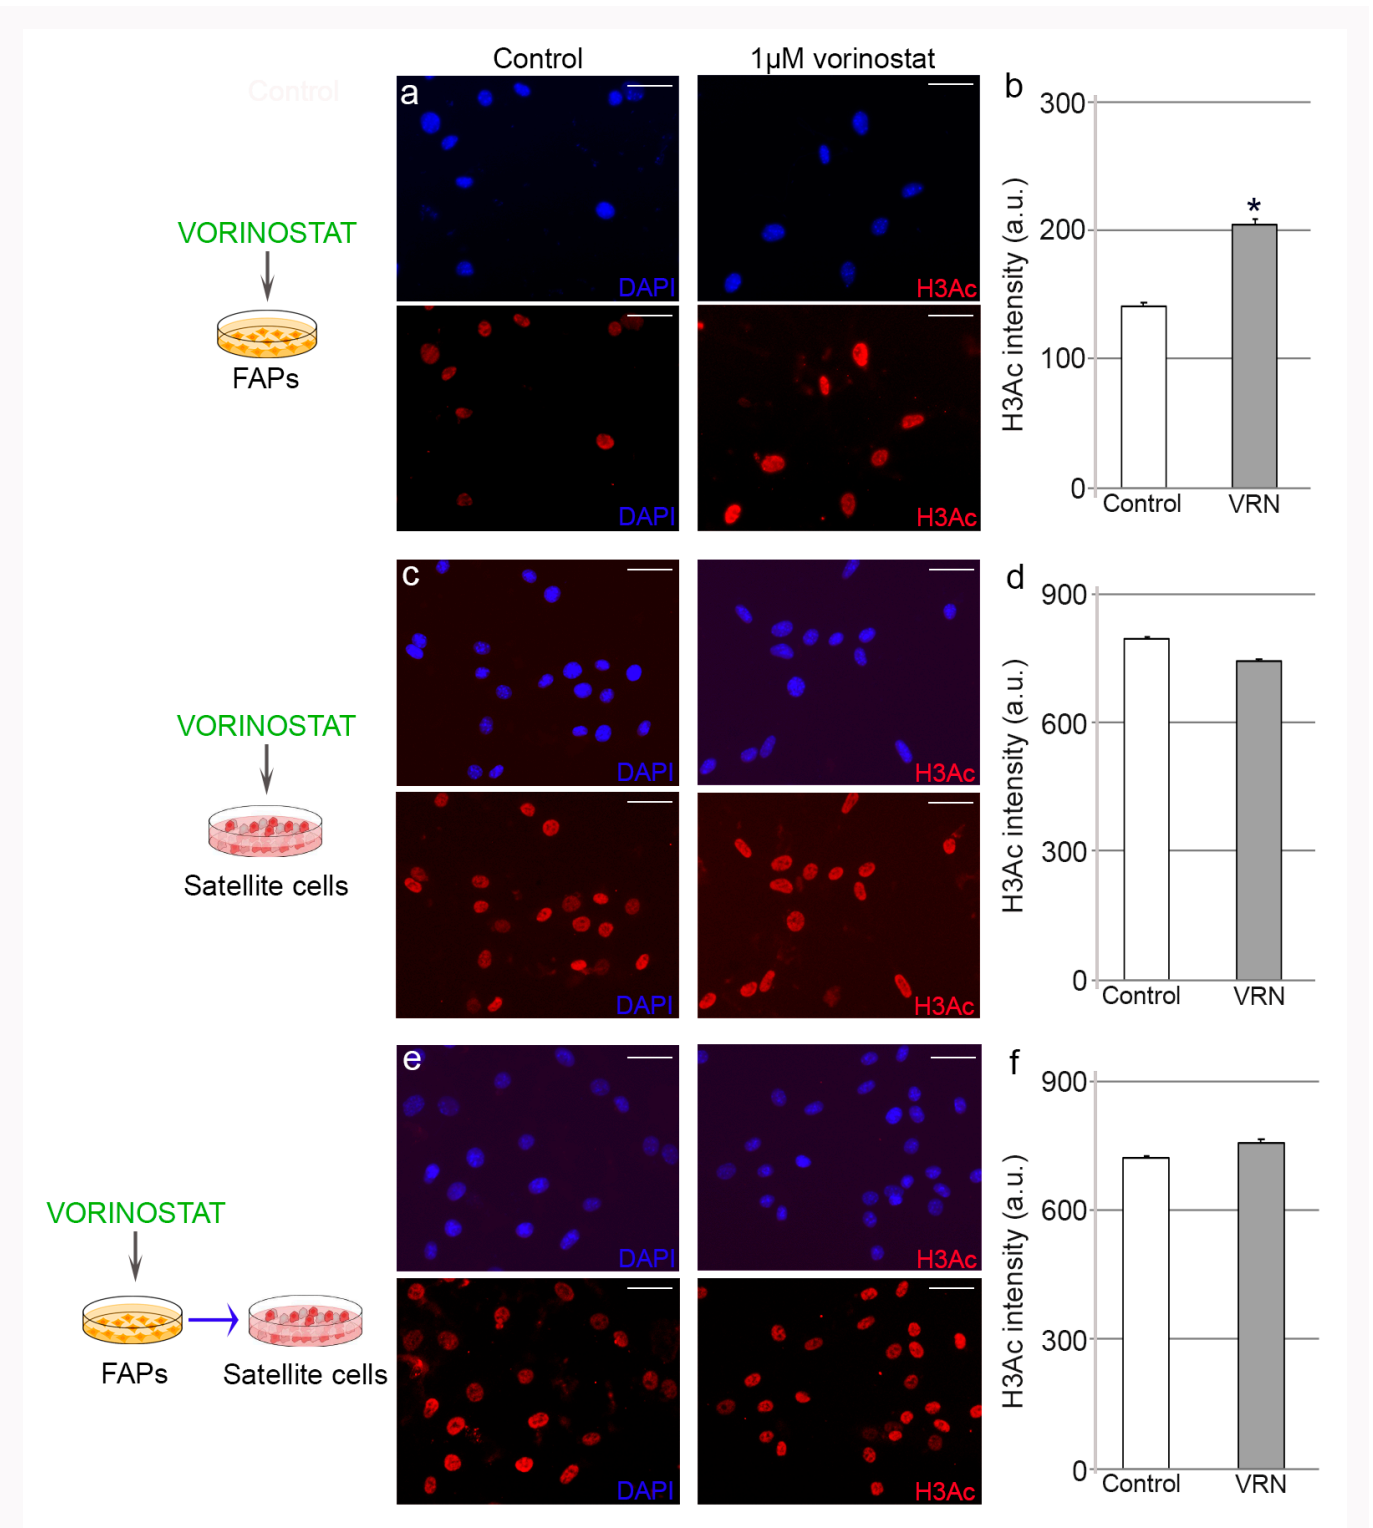 Control
1µM vorinostat
Control
a
b
VORINOSTAT
FAPs
DAPI
H3Ac
DAPI
H3Ac
H3Ac intensity (a.u.)
300
200
100
0
*
Control
VRN
c
d
VORINOSTAT
Satellite cells
DAPI
H3Ac
DAPI
H3Ac
H3Ac intensity (a.u.)
900
600
300
0
Control
VRN
e
f
VORINOSTAT
FAPs
Satellite cells
DAPI
H3Ac
DAPI
H3Ac
H3Ac intensity (a.u.)
900
600
300
0
Control
VRN